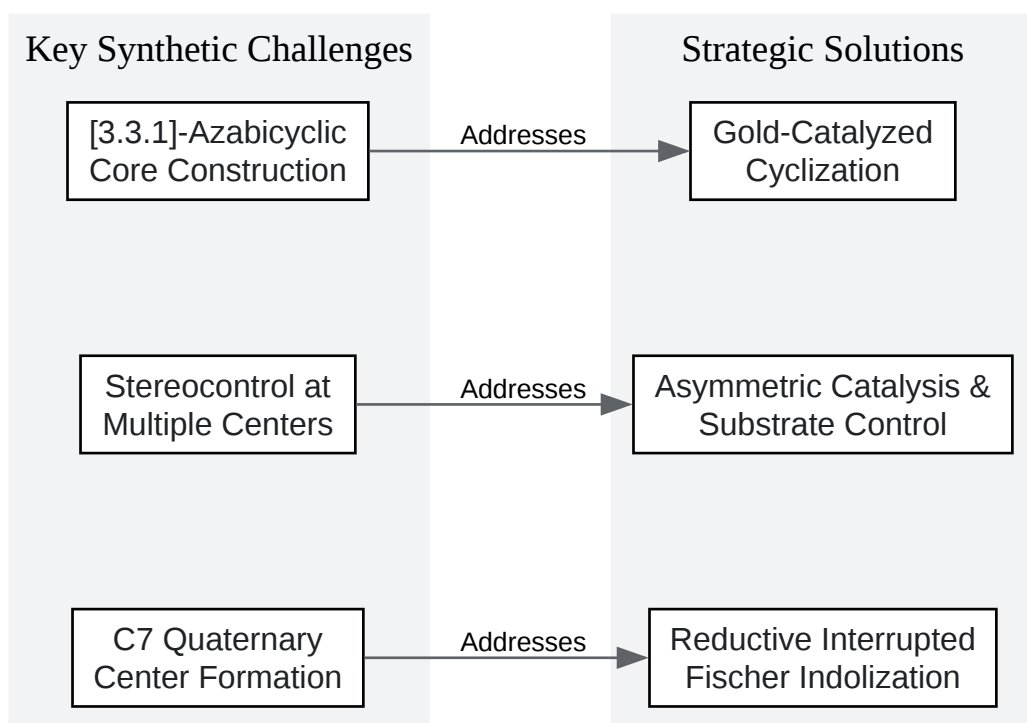 Key Synthetic Challenges
Strategic Solutions
[3.3.1]-Azabicyclic
Core Construction
Addresses
Gold-Catalyzed
Cyclization
Stereocontrol at
Multiple Centers
Addresses
Asymmetric Catalysis &
Substrate Control
C7 Quaternary
Center Formation
Addresses
Reductive Interrupted
Fischer Indolization